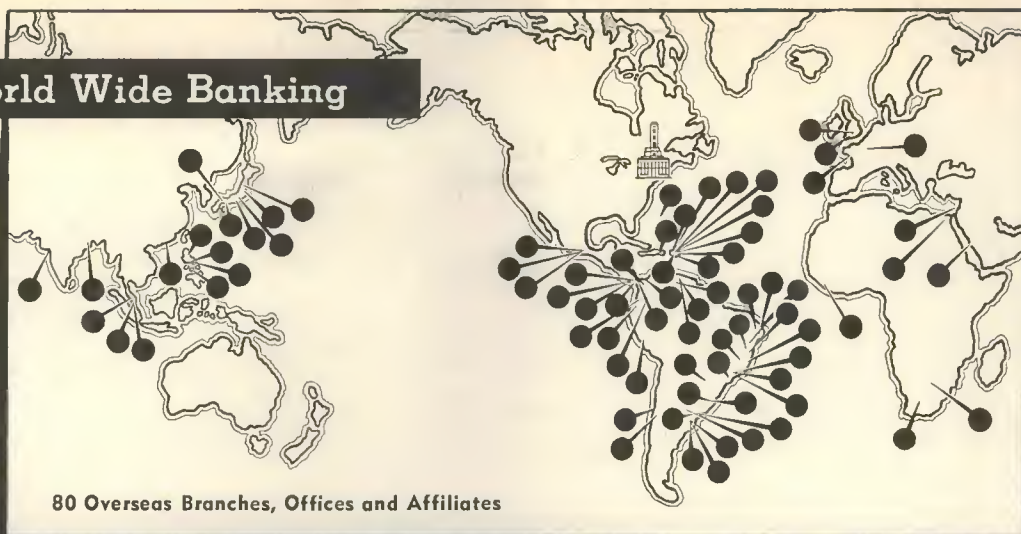 rld Wide Banking
80 Overseas Branches, Offices and Affiliates